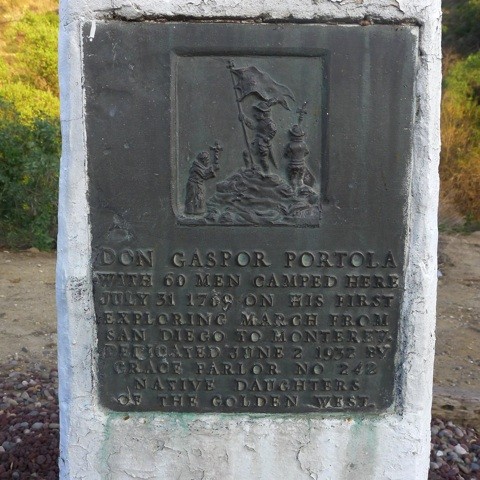 DON GASPOR PORTOLA
WITH 60 MEN CAMPED HERE
JULY 31 1769 ON HIS FIRST
EXPLORING MARCH FROM
SAN DIEGO TO MONTEREY
DEDICATED JUNE 2 1932 BY
GRACE PARLOR NO 242
NATIVE DAUGHTERS
OF THE GOLDEN WEST.